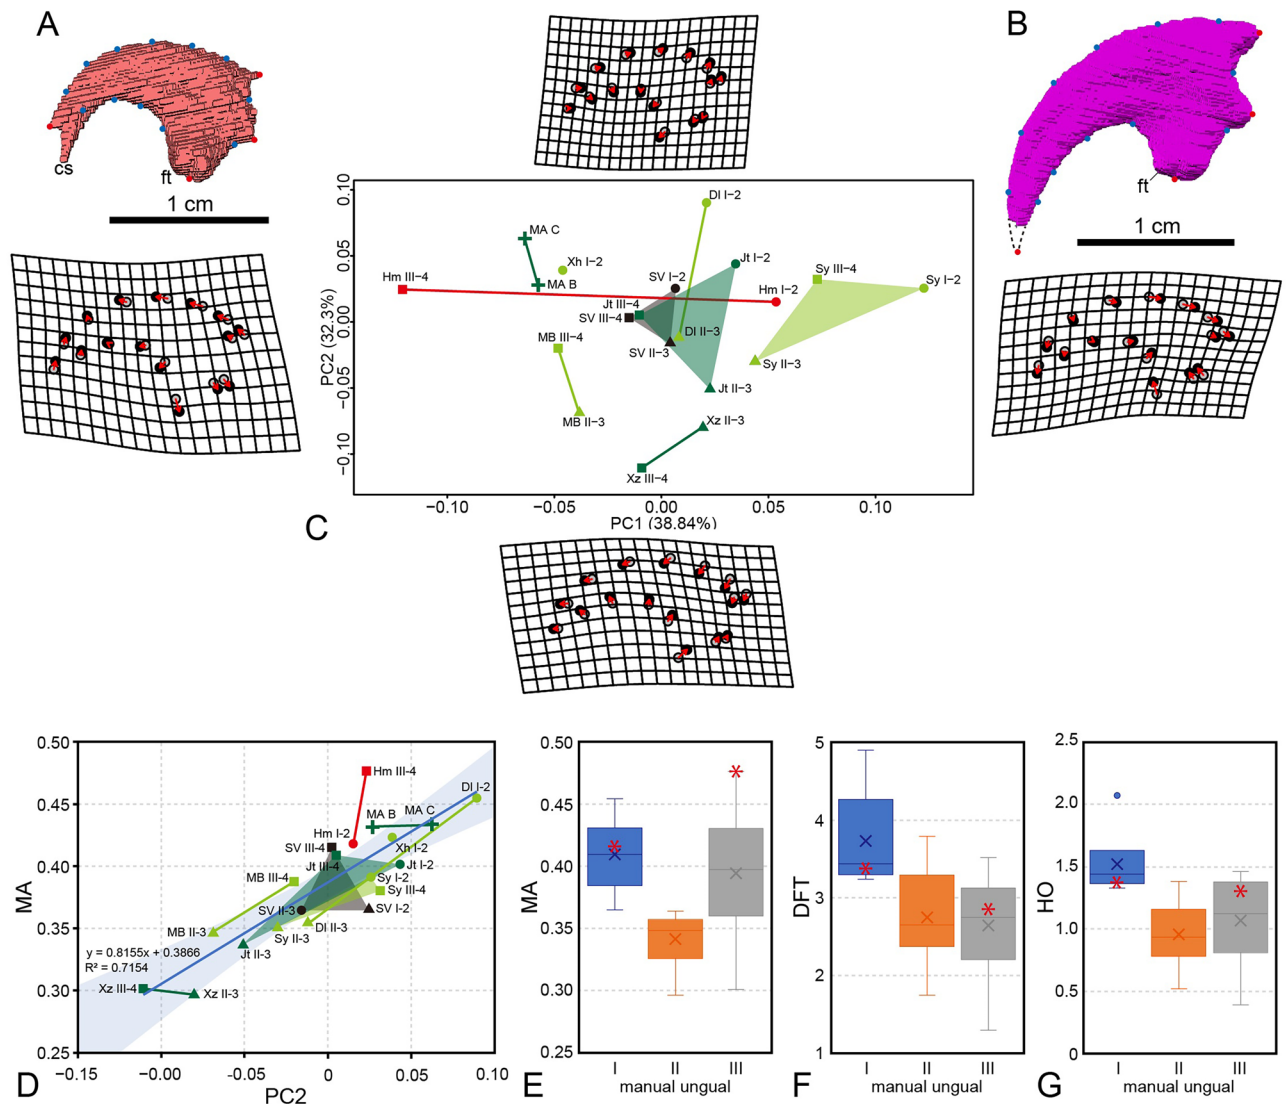 A
cs
ft
1 cm
B
ft
1 cm
0.10
0.05
0.00
−0.05
−0.10
PC2 (32.3%)
DI I−2
MA C
Xh I−2
Hm III−4
MA B
SV I−2
Jt I−2
Sy III−4
Sy I−2
Hm I−2
Jt III−4
SV III−4
DI II−3
MB III−4
SV II−3
Sy II−3
Jt II−3
MB II−3
Xz II−3
Xz III−4
−0.10
−0.05
0.00
0.05
0.10
PC1 (38.84%)
C
0.50
0.45
0.40
0.35
0.30
0.25
MA
Hm III-4
DI I-2
MA B
MA C
Hm I-2
SV III-4
Xh I-2
Jt III-4
Jt I-2
MB III-4
Sy I-2
Sy III-4
SV II-3
SV I-2
MB II-3
Sy II-3
DI II-3
Jt II-3
y = 0.8155x + 0.3866
R² = 0.7154
Xz III-4
Xz II-3
-0.15
-0.00
-0.05
0
0.05
0.10
D
PC2
0.50
0.45
0.40
0.35
0.30
0.25
MA
I
II
III
E
manual ungual
5
4
3
2
1
DFT
I
II
III
F
manual ungual
2.5
2.0
1.5
1.0
0.5
0
HO
I
II
III
G
manual ungual